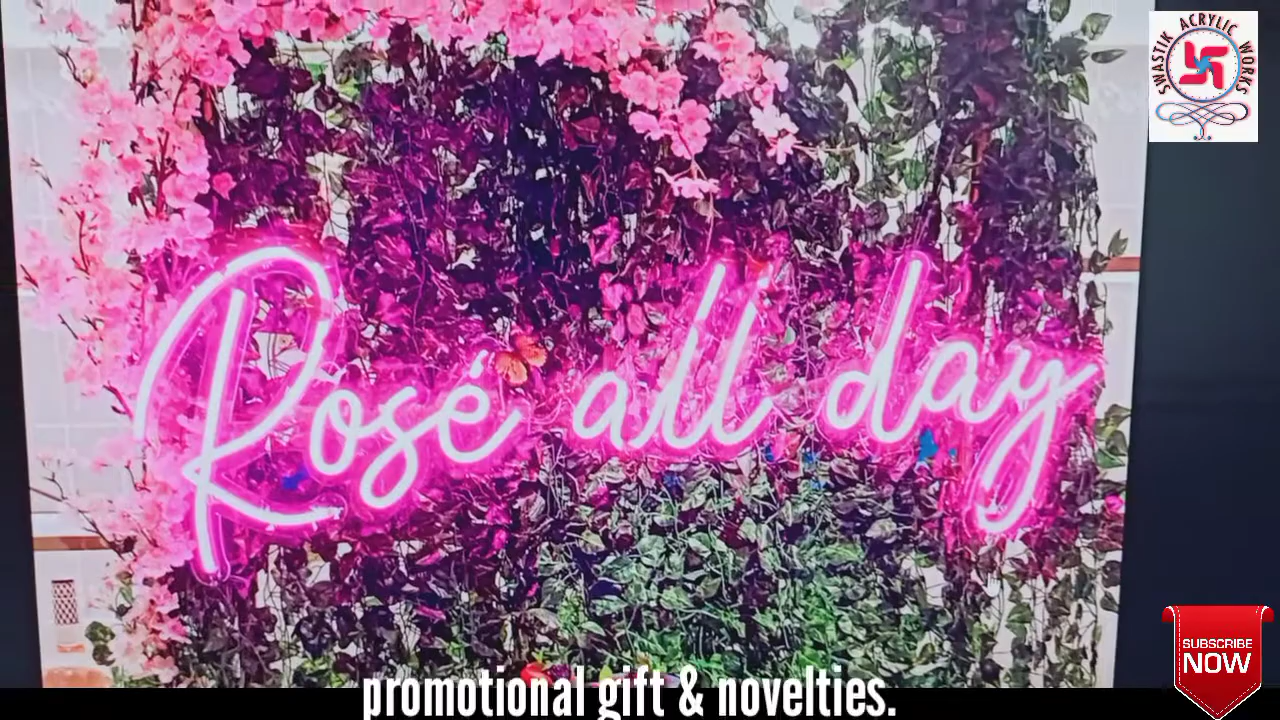 SWASTIK ACRYLIC WORKS
Rosé all day
SUBSCRIBE
NOW
promotional gift & novelties.